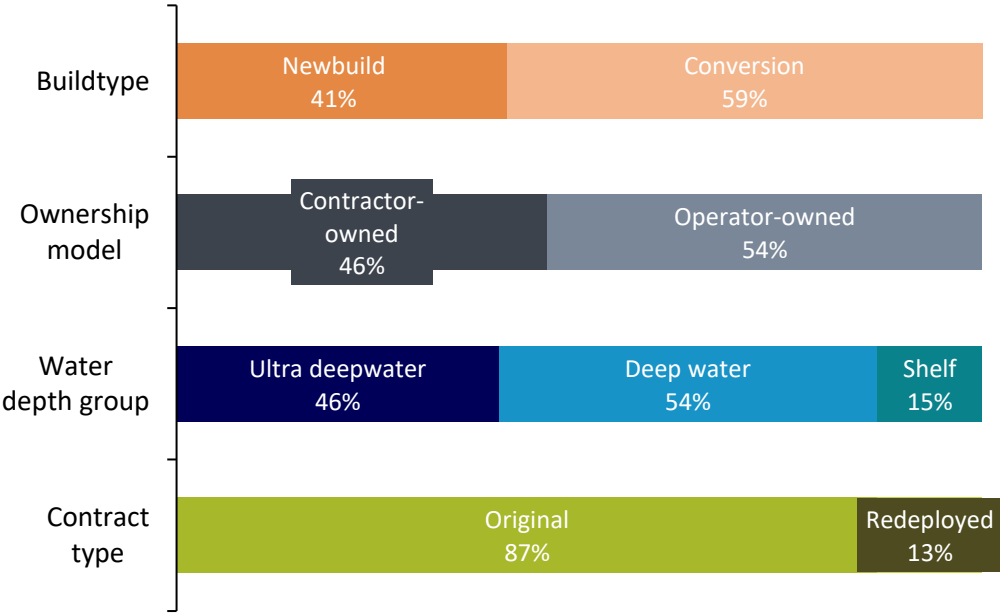 Buildtype
Newbuild
41%
Conversion
59%
Ownership
model
Contractor-
owned
46%
Operator-owned
54%
Water
depth group
Ultra deepwater
46%
Deep water
54%
Shelf
15%
Contract
type
Original
87%
Redeployed
13%